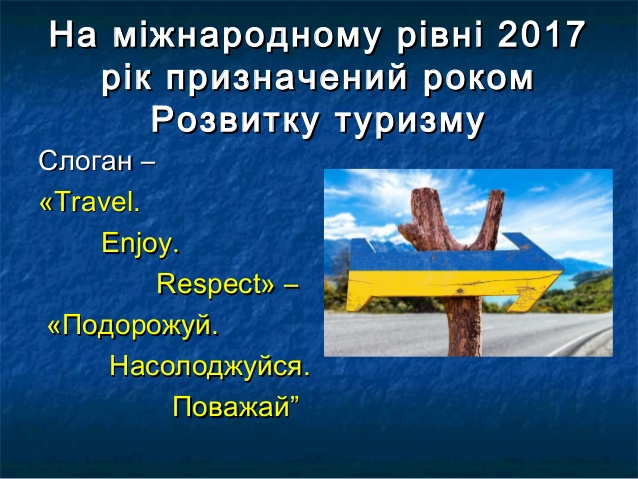 На міжнародному рівні 2017
рік призначений роком
Розвитку туризму
Слоган –
«Travel.
Enjoy.
Respect» –
«Подорожуй.
Насолоджуйся.
Поважай”